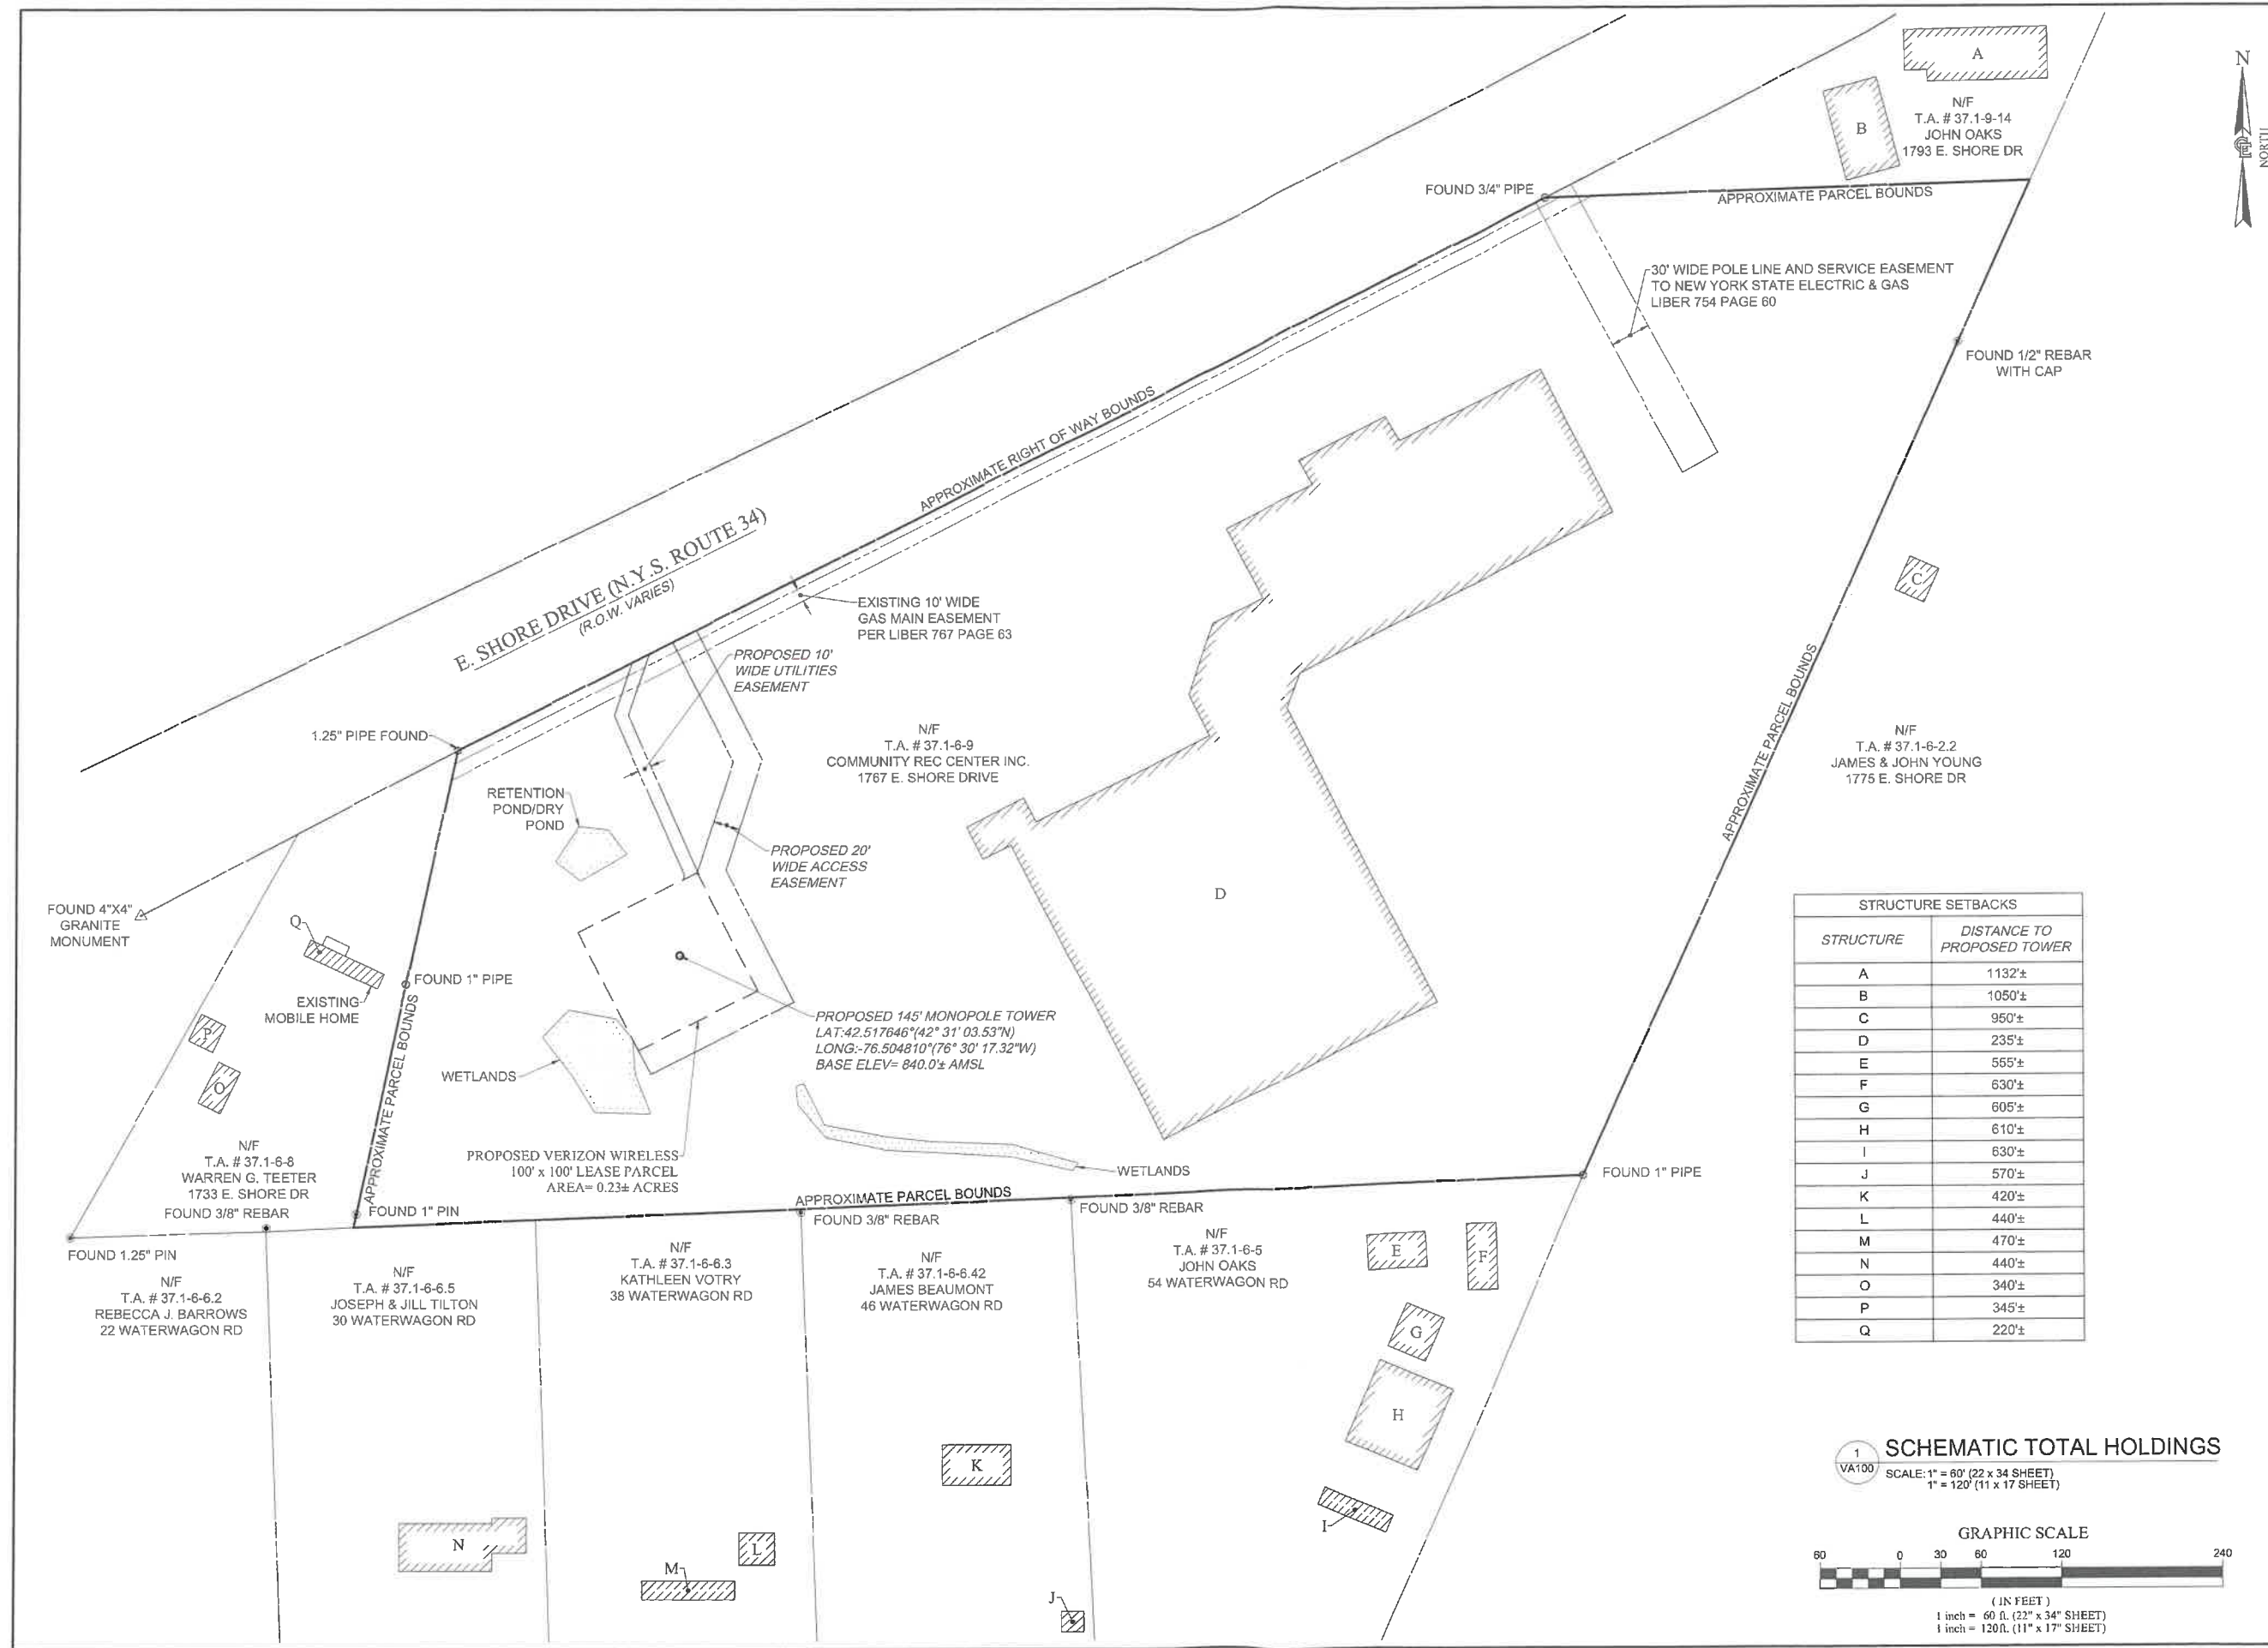 A
N/F
T.A. # 37.1-9-14
JOHN OAKS
1793 E. SHORE DR
B
N
NORTH
FOUND 3/4" PIPE
APPROXIMATE PARCEL BOUNDS
30' WIDE POLE LINE AND SERVICE EASEMENT
TO NEW YORK STATE ELECTRIC & GAS
LIBER 754 PAGE 60
FOUND 1/2" REBAR
WITH CAP
APPROXIMATE RIGHT OF WAY BOUNDS
E. SHORE DRIVE (N.Y.S. ROUTE 34)
(R.O.W. VARIES)
EXISTING 10' WIDE
GAS MAIN EASEMENT
PER LIBER 767 PAGE 63
PROPOSED 10'
WIDE UTILITIES
EASEMENT
C
1.25" PIPE FOUND
N/F
T.A. # 37.1-6-9
COMMUNITY REC CENTER INC.
1767 E. SHORE DRIVE
APPROXIMATE PARCEL BOUNDS
N/F
T.A. # 37.1-6-2.2
JAMES & JOHN YOUNG
1775 E. SHORE DR
RETENTION
POND/DRY
POND
PROPOSED 20'
WIDE ACCESS
EASEMENT
D
FOUND 4"X4"
GRANITE
MONUMENT
Q
EXISTING
MOBILE HOME
FOUND 1" PIPE
APPROXIMATE PARCEL BOUNDS
P
O
WETLANDS
PROPOSED 145' MONOPOLE TOWER
LAT:42.517646°(42° 31' 03.53"N)
LONG:-76.504810°(76° 30' 17.32"W)
BASE ELEV= 840.0'± AMSL
PROPOSED VERIZON WIRELESS
100' x 100' LEASE PARCEL
AREA= 0.23± ACRES
WETLANDS
N/F
T.A. # 37.1-6-8
WARREN G. TEETER
1733 E. SHORE DR
FOUND 3/8" REBAR
FOUND 1" PIN
APPROXIMATE PARCEL BOUNDS
FOUND 3/8" REBAR
FOUND 3/8" REBAR
FOUND 1" PIPE
FOUND 1.25" PIN
N/F
T.A. # 37.1-6-6.2
REBECCA J. BARROWS
22 WATERWAGON RD
N/F
T.A. # 37.1-6-6.5
JOSEPH & JILL TILTON
30 WATERWAGON RD
N/F
T.A. # 37.1-6-6.3
KATHLEEN VOTRY
38 WATERWAGON RD
N/F
T.A. # 37.1-6-6.42
JAMES BEAUMONT
46 WATERWAGON RD
N/F
T.A. # 37.1-6-5
JOHN OAKS
54 WATERWAGON RD
E
F
G
H
I
J
K
L
M
N
STRUCTURE SETBACKS
STRUCTURE DISTANCE TO PROPOSED TOWER
A 1132'±
B 1050'±
C 950'±
D 235'±
E 555'±
F 630'±
G 605'±
H 610'±
I 630'±
J 570'±
K 420'±
L 440'±
M 470'±
N 440'±
O 340'±
P 345'±
Q 220'±
1
VA100
SCHEMATIC TOTAL HOLDINGS
SCALE: 1" = 60' (22 x 34 SHEET)
1" = 120' (11 x 17 SHEET)
GRAPHIC SCALE
60 0 30 60 120 240
( IN FEET )
1 inch = 60 ft. (22" x 34" SHEET)
1 inch = 120 ft. (11" x 17" SHEET)